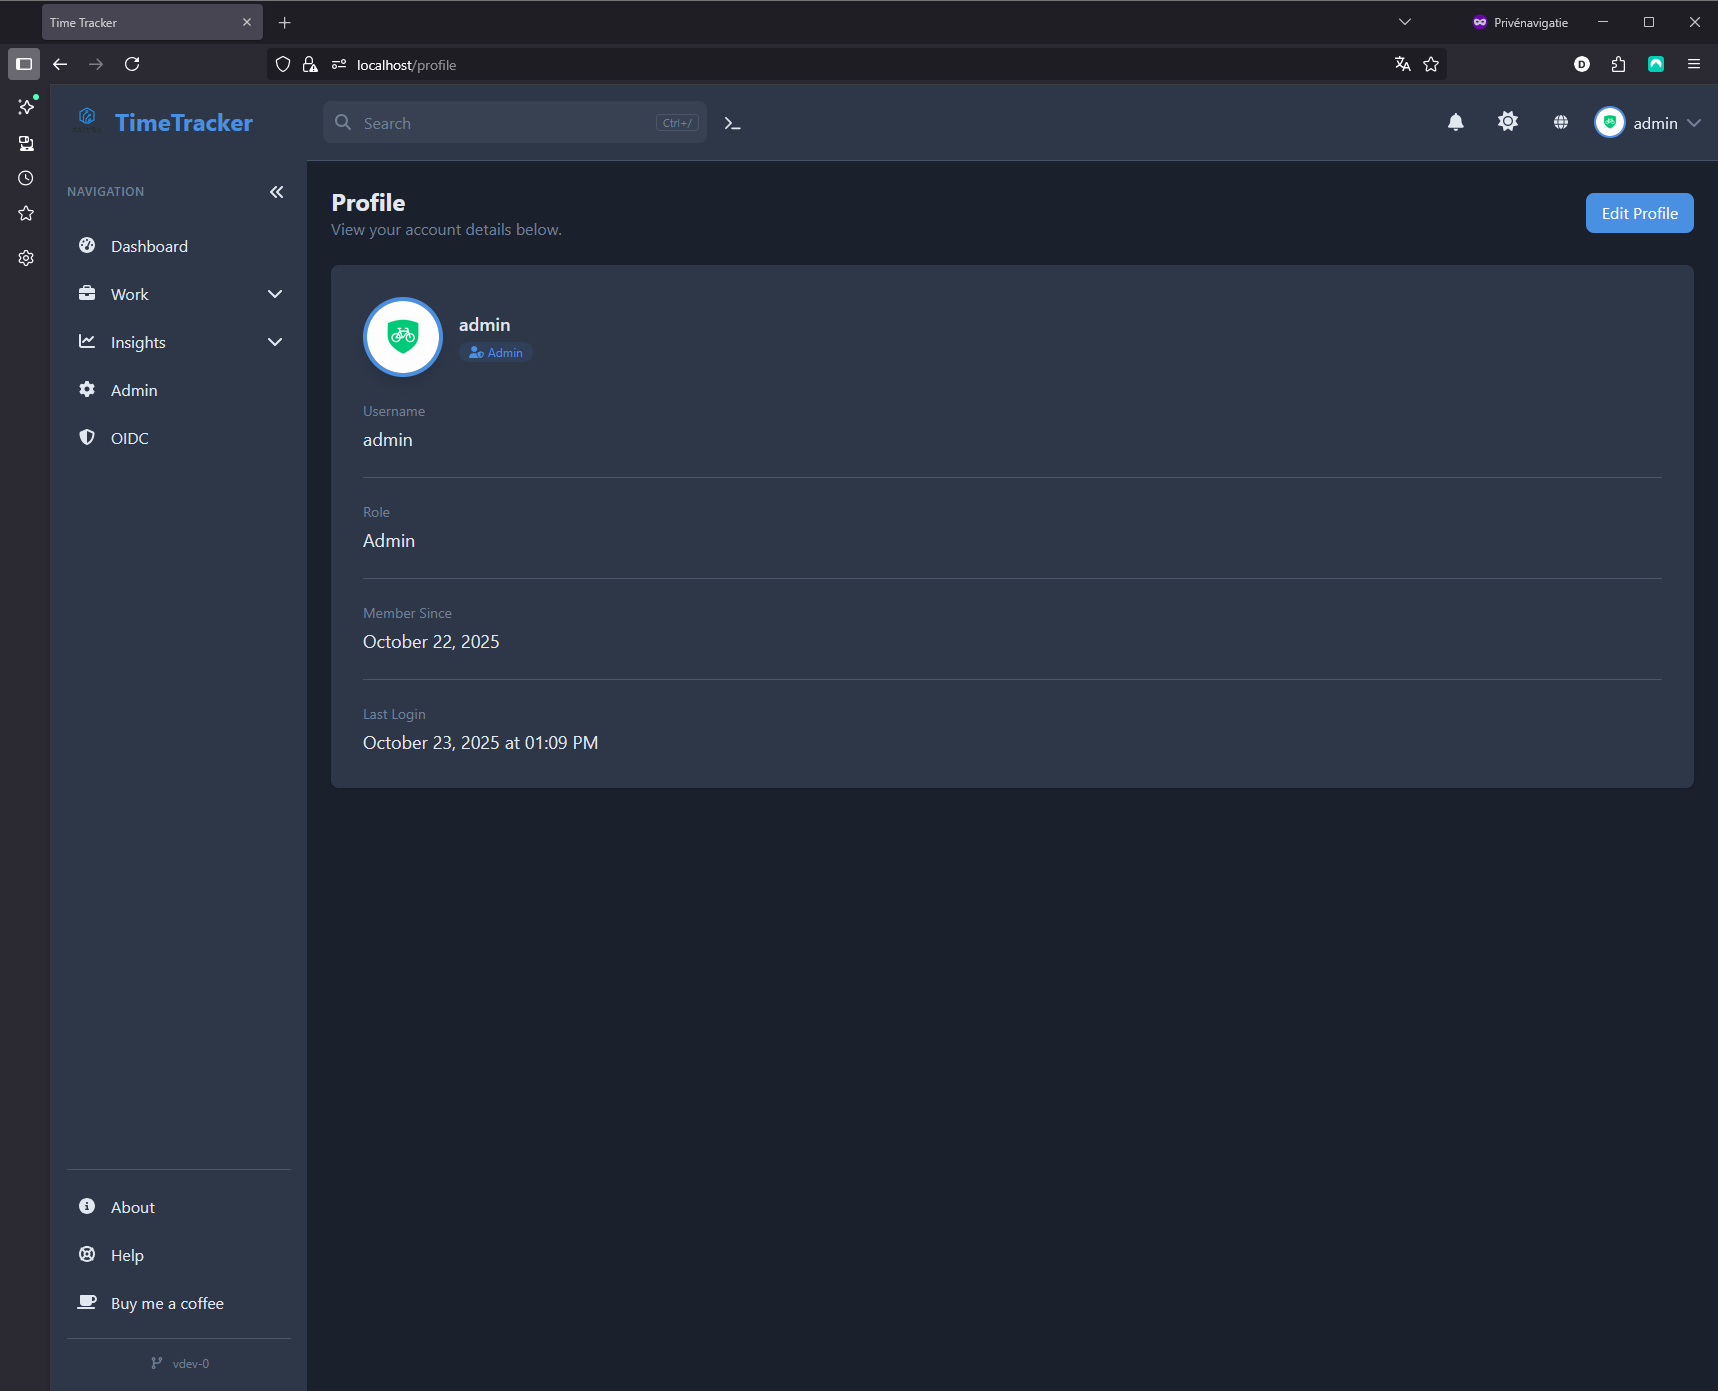 Time Tracker
Privénavigatie
localhost/profile
TimeTracker
Search
Ctrl+/
admin
NAVIGATION
Dashboard
Work
Insights
Admin
OIDC
Profile
View your account details below.
Edit Profile
admin
Admin
Username
admin
Role
Admin
Member Since
October 22, 2025
Last Login
October 23, 2025 at 01:09 PM
About
Help
Buy me a coffee
vdev-0